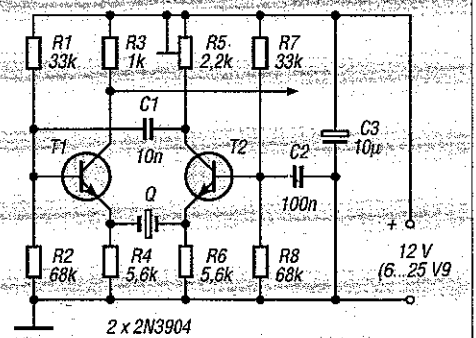 R1
33k
R3
1k
R5
2,2k
R7
33k
C1
10n
T1
T2
C2
100n
C3
10µ
Q
R2
68k
R4
5,6k
R6
5,6k
R8
68k
+
12 V
(6...25 V9
2 x 2N3904